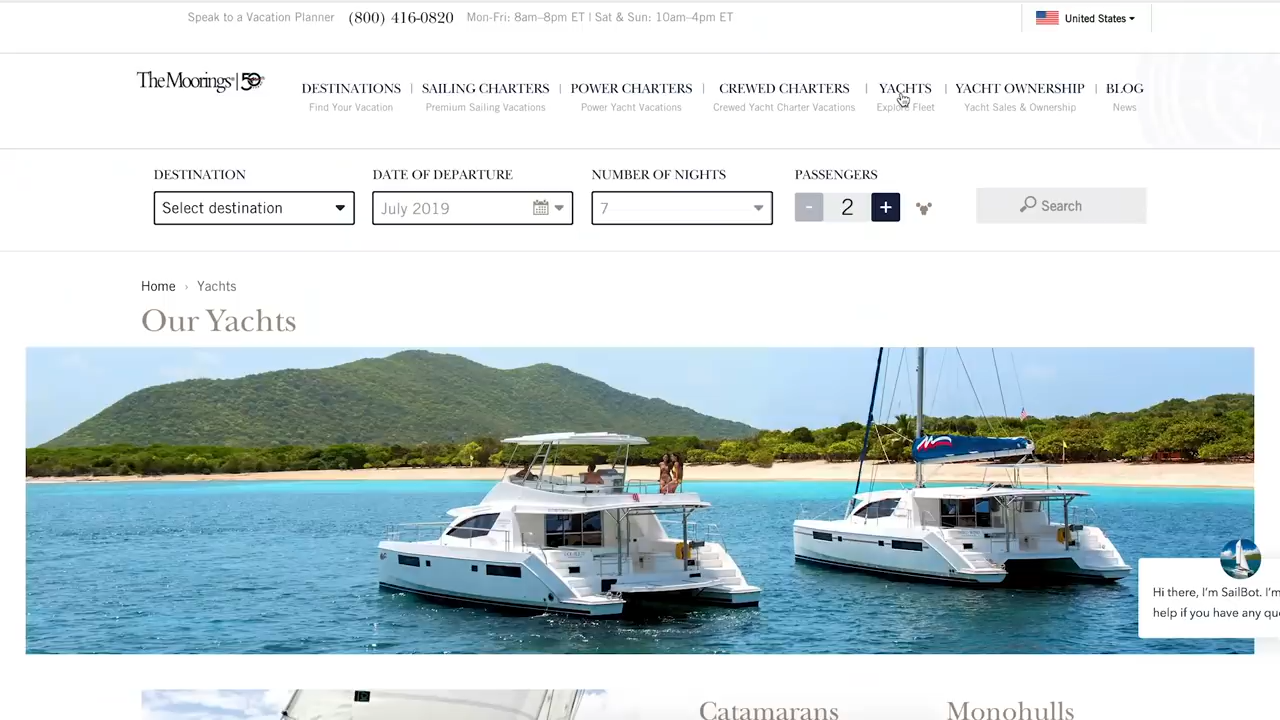 Speak to a Vacation Planner (800) 416-0820 Mon-Fri: 8am–8pm ET | Sat & Sun: 10am–4pm ET United States
The Moorings | 50
DESTINATIONS | SAILING CHARTERS | POWER CHARTERS | CREWED CHARTERS | YACHTS | YACHT OWNERSHIP | BLOG
Find Your Vacation Premium Sailing Vacations Power Yacht Vacations Crewed Yacht Charter Vacations Explore Fleet Yacht Sales & Ownership News
DESTINATION DATE OF DEPARTURE NUMBER OF NIGHTS PASSENGERS
Select destination July 2019 7 - 2 + Search
Home › Yachts
Our Yachts
Hi there, I'm SailBot. I'm
help if you have any qu
Catamarans Monohulls